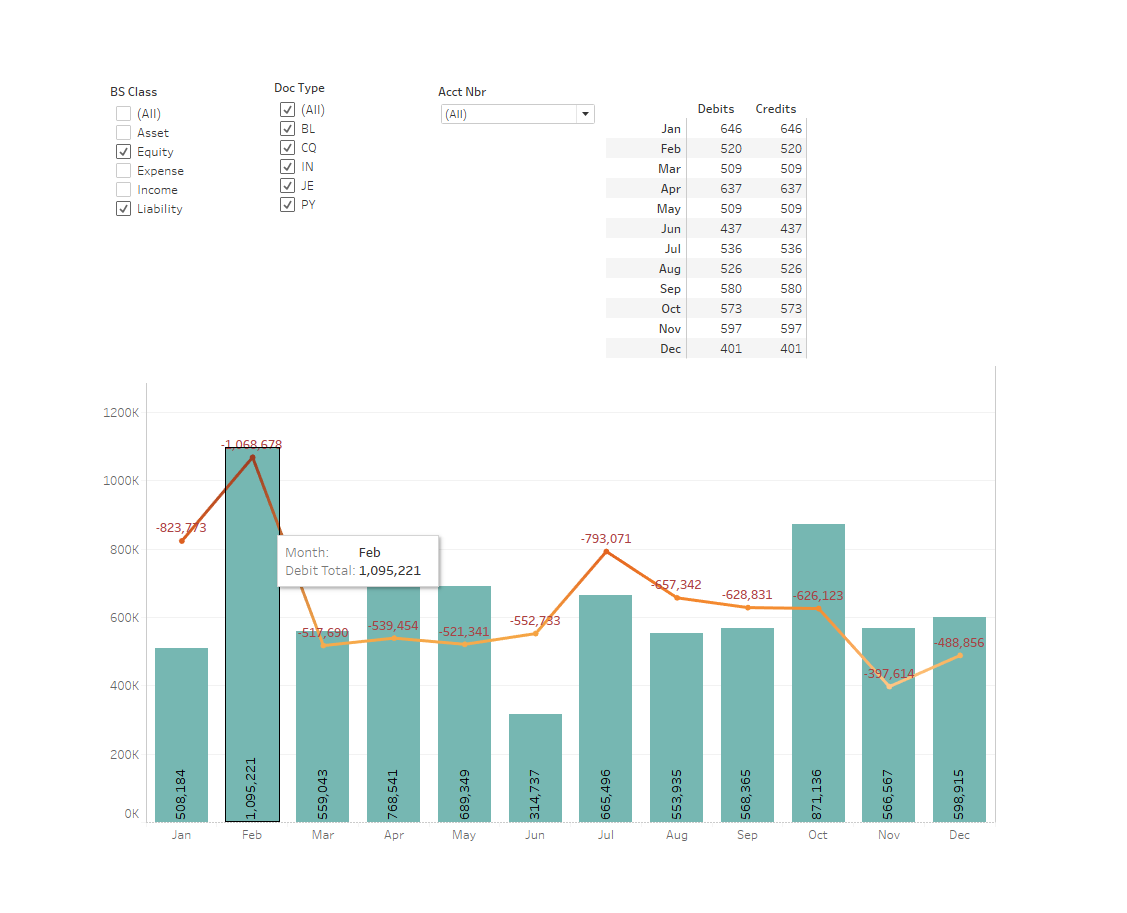 BS Class
(All)
Asset
Equity
Expense
Income
Liability
Doc Type
(All)
BL
CQ
IN
JE
PY
Acct Nbr
(All)
Debits Credits
Jan 646 646
Feb 520 520
Mar 509 509
Apr 637 637
May 509 509
Jun 437 437
Jul 536 536
Aug 526 526
Sep 580 580
Oct 573 573
Nov 597 597
Dec 401 401
1200K
1000K
800K
600K
400K
200K
0K
-823,773
-1,068,678
-517,690
-539,454
-521,341
-552,733
-793,071
-657,342
-628,831
-626,123
-397,614
-488,856
Month: Feb
Debit Total: 1,095,221
508,184
1,095,221
559,043
768,541
689,349
314,737
665,496
553,935
568,365
871,136
566,567
598,915
Jan Feb Mar Apr May Jun Jul Aug Sep Oct Nov Dec